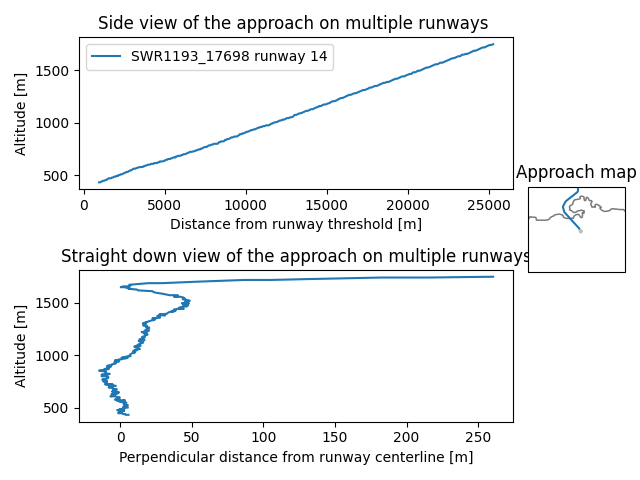 Side view of the approach on multiple runways
SWR1193_17698 runway 14
Altitude [m]
1500
1000
500
0
5000
10000
15000
20000
25000
Distance from runway threshold [m]
Approach map
Straight down view of the approach on multiple runways
Altitude [m]
1500
1000
500
0
50
100
150
200
250
Perpendicular distance from runway centerline [m]